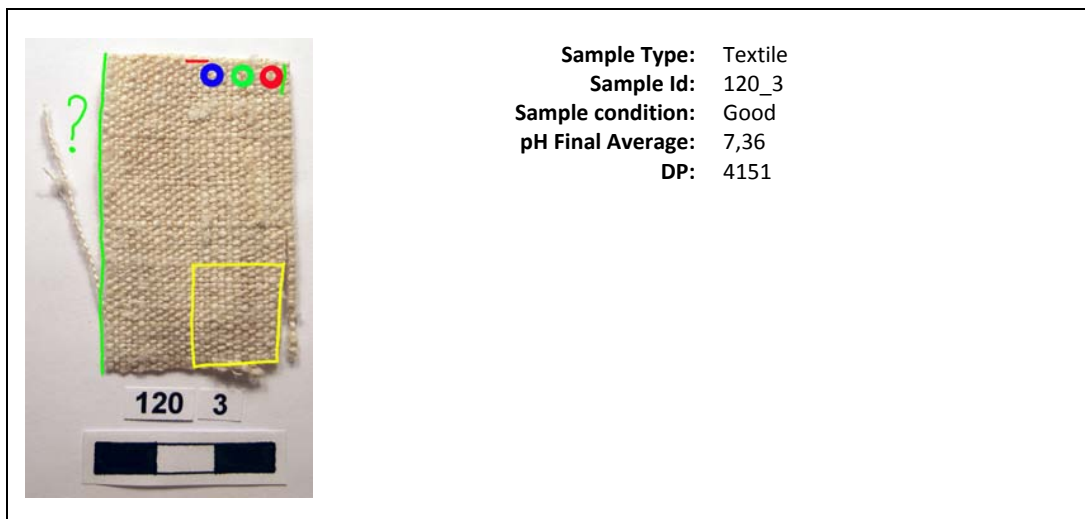 ?
120 3
Sample Type: Textile
Sample Id: 120_3
Sample condition: Good
pH Final Average: 7,36
DP: 4151